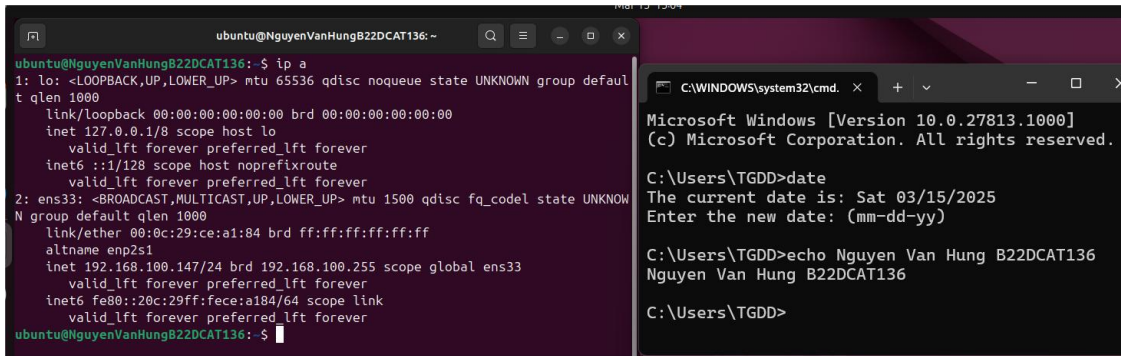 Mar 15 15:04
ubuntu@NguyenVanHungB22DCAT136: ~
ubuntu@NguyenVanHungB22DCAT136:~$ ip a
1: lo: <LOOPBACK,UP,LOWER_UP> mtu 65536 qdisc noqueue state UNKNOWN group defaul
t qlen 1000
    link/loopback 00:00:00:00:00:00 brd 00:00:00:00:00:00
    inet 127.0.0.1/8 scope host lo
       valid_lft forever preferred_lft forever
    inet6 ::1/128 scope host noprefixroute
       valid_lft forever preferred_lft forever
2: ens33: <BROADCAST,MULTICAST,UP,LOWER_UP> mtu 1500 qdisc fq_codel state UNKNOW
N group default qlen 1000
    link/ether 00:0c:29:ce:a1:84 brd ff:ff:ff:ff:ff:ff
    altname enp2s1
    inet 192.168.100.147/24 brd 192.168.100.255 scope global ens33
       valid_lft forever preferred_lft forever
    inet6 fe80::20c:29ff:fece:a184/64 scope link
       valid_lft forever preferred_lft forever
ubuntu@NguyenVanHungB22DCAT136:~$
C:\WINDOWS\system32\cmd.
Microsoft Windows [Version 10.0.27813.1000]
(c) Microsoft Corporation. All rights reserved.
C:\Users\TGDD>date
The current date is: Sat 03/15/2025
Enter the new date: (mm-dd-yy)
C:\Users\TGDD>echo Nguyen Van Hung B22DCAT136
Nguyen Van Hung B22DCAT136
C:\Users\TGDD>